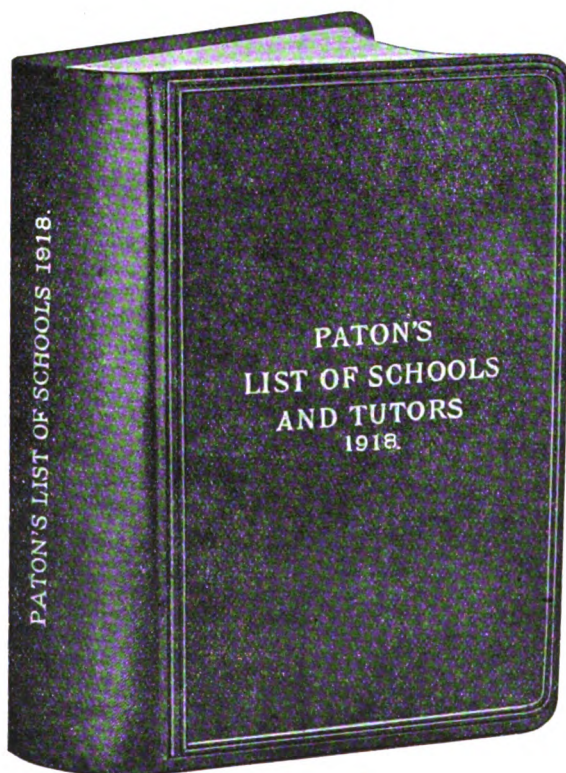 PATON'S LIST OF SCHOOLS 1918.
PATON'S
LIST OF SCHOOLS
AND TUTORS
1918.